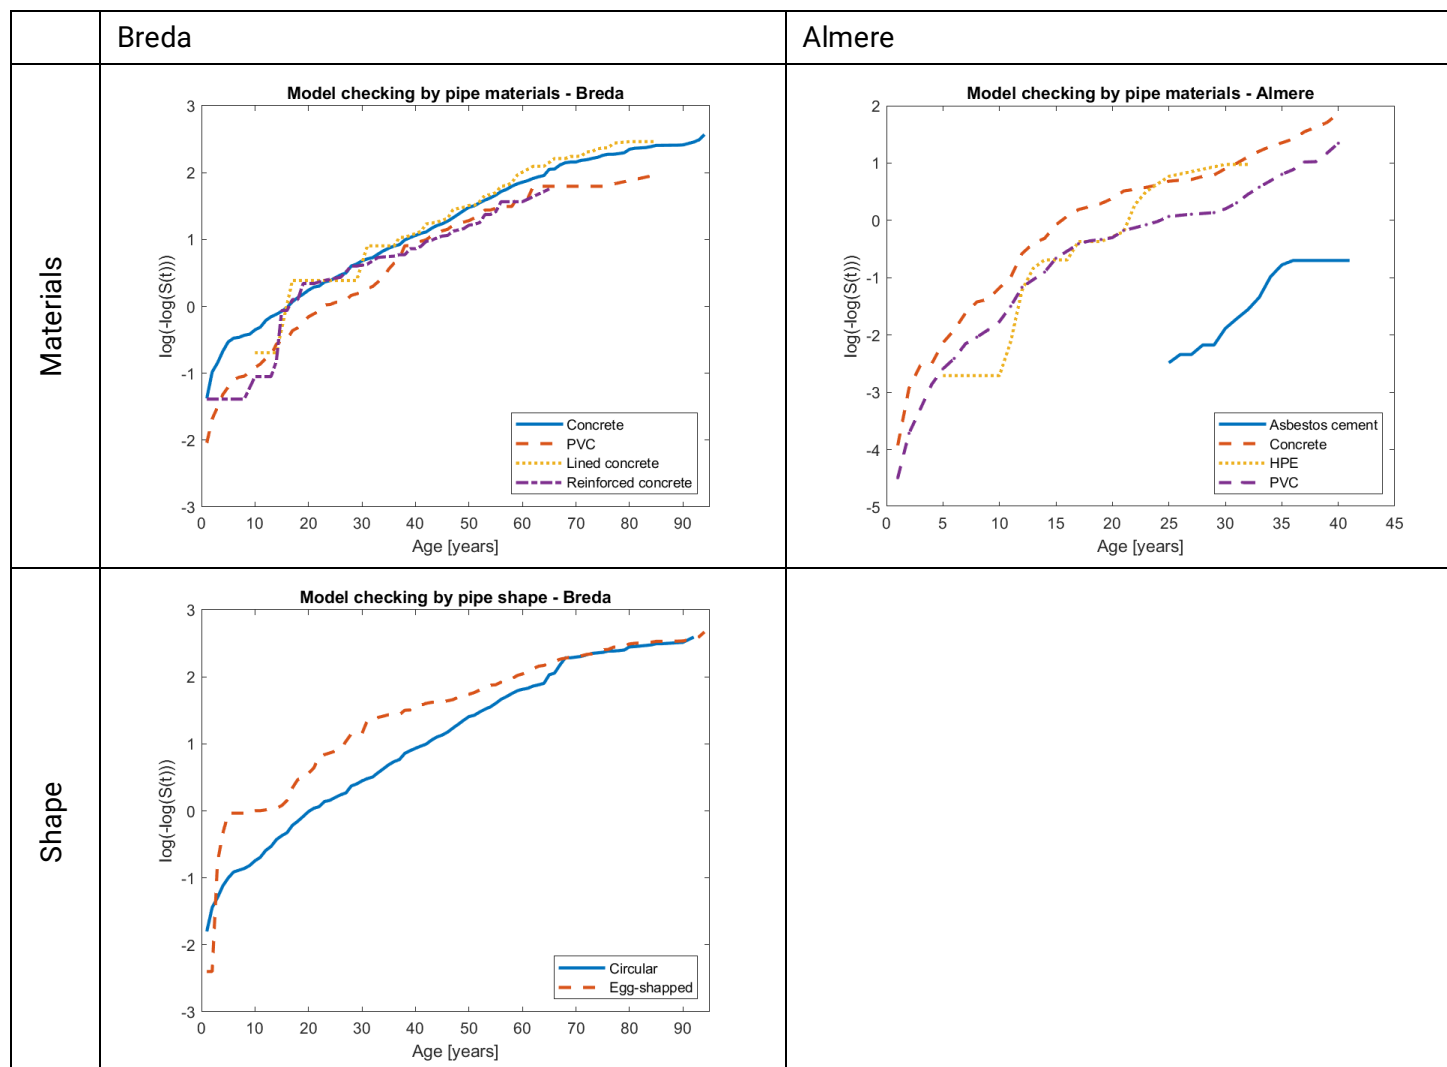 Breda
Almere
Materials
Model checking by pipe materials - Breda
3
2
1
0
-1
-2
-3
log(-log(S(t)))
0 10 20 30 40 50 60 70 80 90
Age [years]
Concrete
PVC
Lined concrete
Reinforced concrete
Model checking by pipe materials - Almere
2
1
0
-1
-2
-3
-4
-5
log(-log(S(t)))
0 5 10 15 20 25 30 35 40 45
Age [years]
Asbestos cement
Concrete
HPE
PVC
Shape
Model checking by pipe shape - Breda
3
2
1
0
-1
-2
-3
log(-log(S(t)))
0 10 20 30 40 50 60 70 80 90
Age [years]
Circular
Egg-shapped